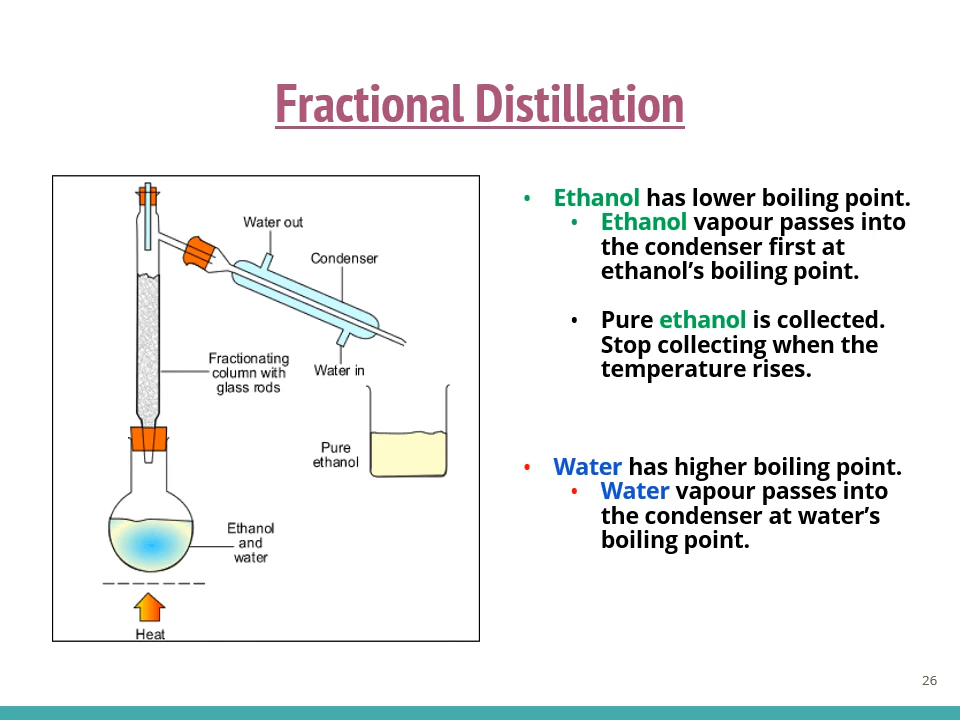 Fractional Distillation
Water out
Condenser
Fractionating
column with
glass rods
Water in
Pure
ethanol
Ethanol
and
water
Heat
• Ethanol has lower boiling point.
• Ethanol vapour passes into
the condenser first at
ethanol’s boiling point.
• Pure ethanol is collected.
Stop collecting when the
temperature rises.
• Water has higher boiling point.
• Water vapour passes into
the condenser at water’s
boiling point.
26